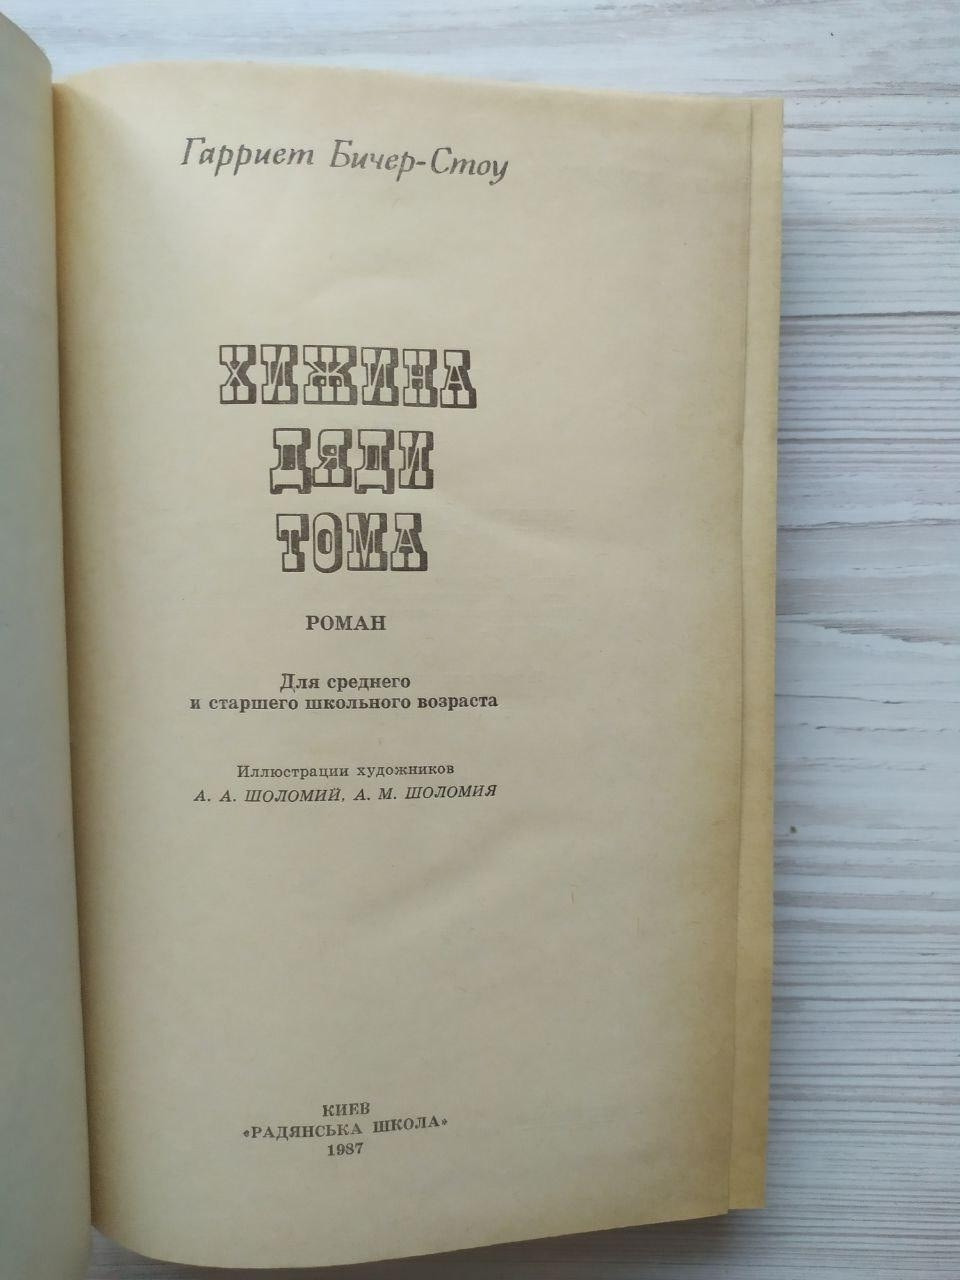 Гарриет Бичер-Стоу
ХИЖИНА
ДЯДИ
ТОМА
РОМАН
Для среднего
и старшего школьного возраста
Иллюстрации художников
А. А. ШОЛОМИЙ, А. М. ШОЛОМИЯ
КИЕВ
«РАДЯНСЬКА ШКОЛА»
1987